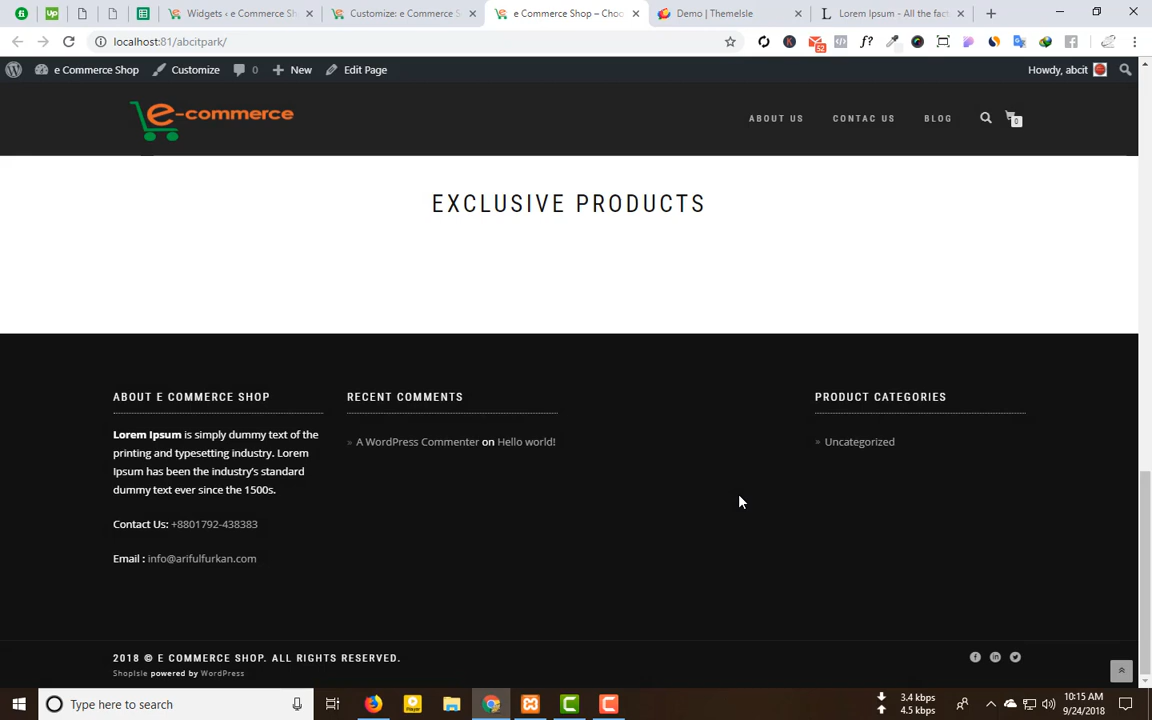 Widgets ‹ e Commerce Sh
Customize: e Commerce S
e Commerce Shop – Choo
Demo | ThemeIsle
Lorem Ipsum - All the fact
localhost:81/abcitpark/
e Commerce Shop
Customize
0
New
Edit Page
Howdy, abcit
e-commerce
ABOUT US
CONTAC US
BLOG
0
EXCLUSIVE PRODUCTS
ABOUT E COMMERCE SHOP
Lorem Ipsum is simply dummy text of the
printing and typesetting industry. Lorem
Ipsum has been the industry's standard
dummy text ever since the 1500s.
Contact Us: +8801792-438383
Email : info@arifulfurkan.com
RECENT COMMENTS
» A WordPress Commenter on Hello world!
PRODUCT CATEGORIES
» Uncategorized
2018 © E COMMERCE SHOP. ALL RIGHTS RESERVED.
ShopIsle powered by WordPress
Type here to search
3.4 kbps
4.5 kbps
10:15 AM
9/24/2018